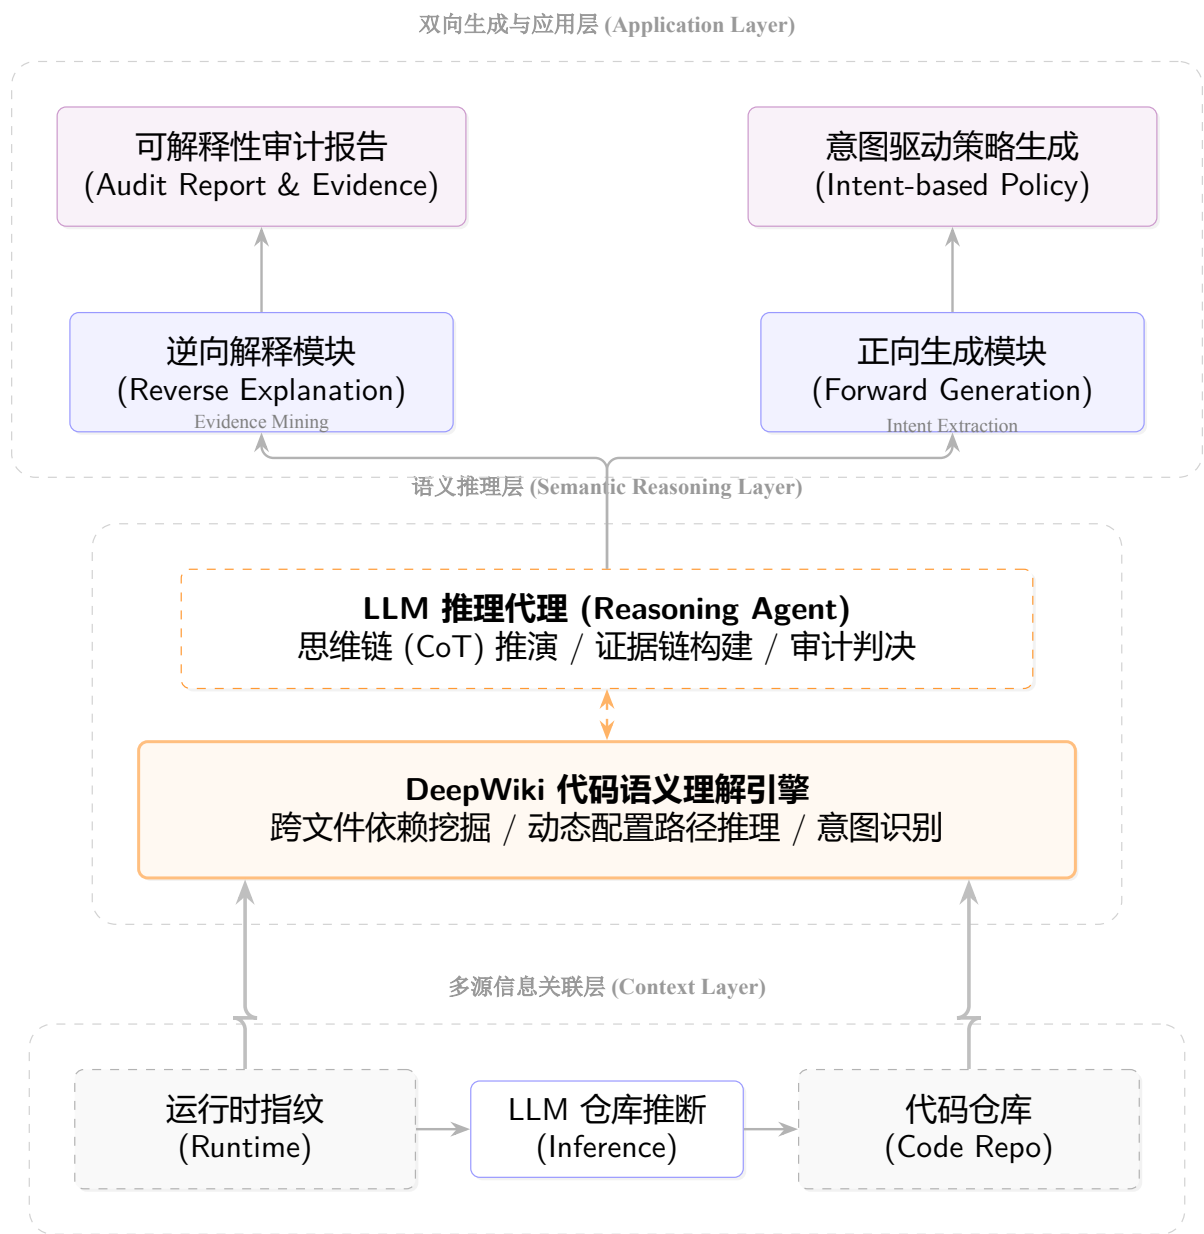 双向生成与应用层 (Application Layer)
可解释性审计报告
(Audit Report & Evidence)
意图驱动策略生成
(Intent-based Policy)
逆向解释模块
(Reverse Explanation)
Evidence Mining
正向生成模块
(Forward Generation)
Intent Extraction
语义推理层 (Semantic Reasoning Layer)
LLM 推理代理 (Reasoning Agent)
思维链 (CoT) 推演 / 证据链构建 / 审计判决
DeepWiki 代码语义理解引擎
跨文件依赖挖掘 / 动态配置路径推理 / 意图识别
多源信息关联层 (Context Layer)
运行时指纹
(Runtime)
LLM 仓库推断
(Inference)
代码仓库
(Code Repo)